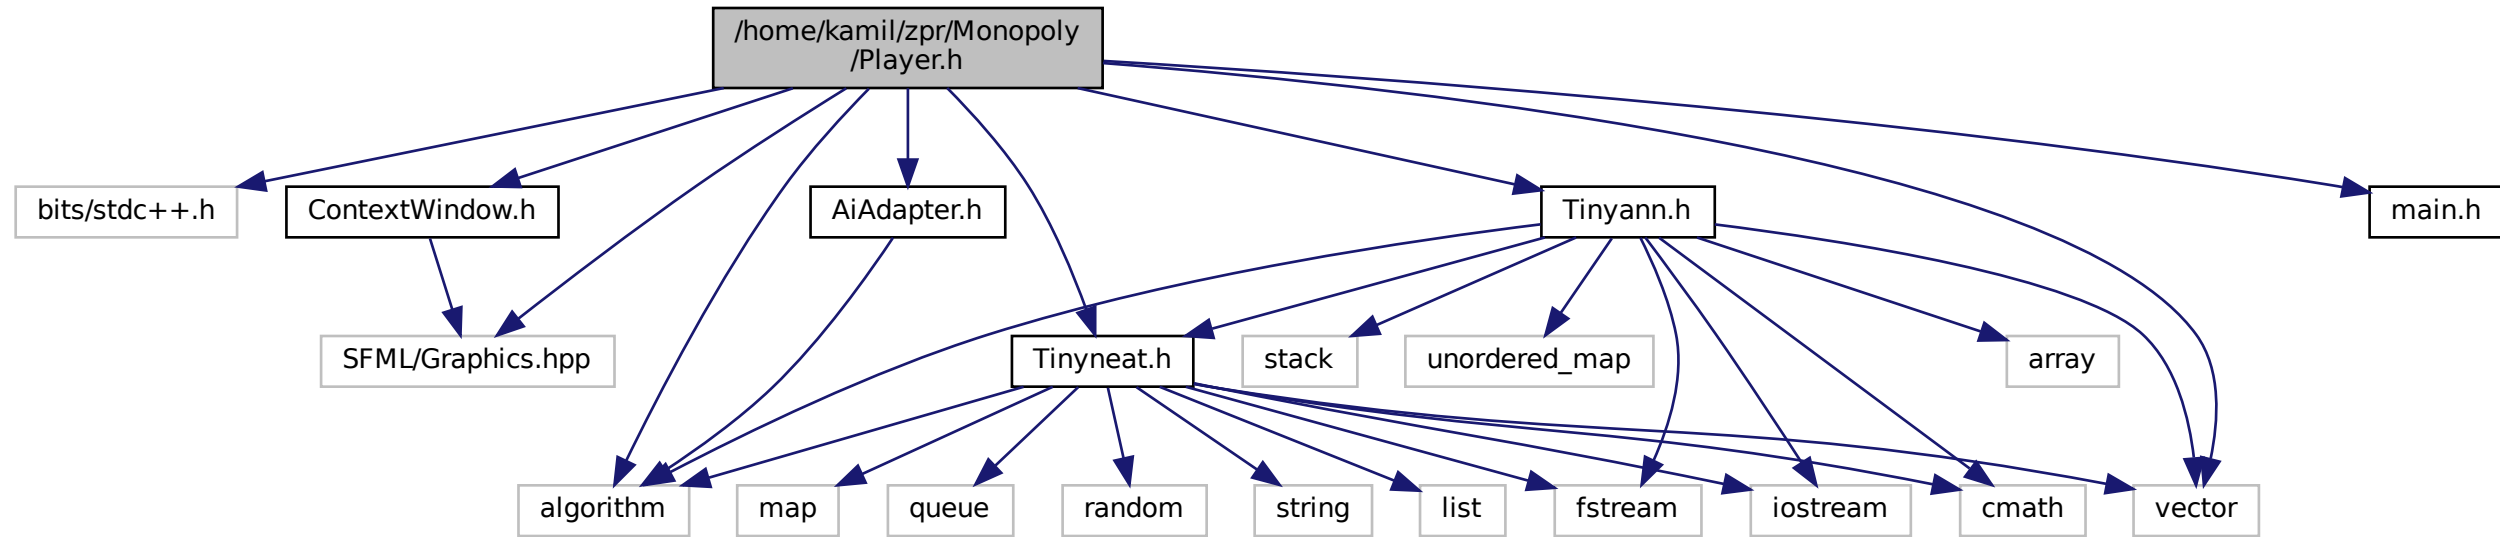 /home/kamil/zpr/Monopoly
/Player.h
bits/stdc++.h
ContextWindow.h
AiAdapter.h
Tinyann.h
main.h
SFML/Graphics.hpp
Tinyneat.h
stack
unordered_map
array
algorithm
map
queue
random
string
list
fstream
iostream
cmath
vector